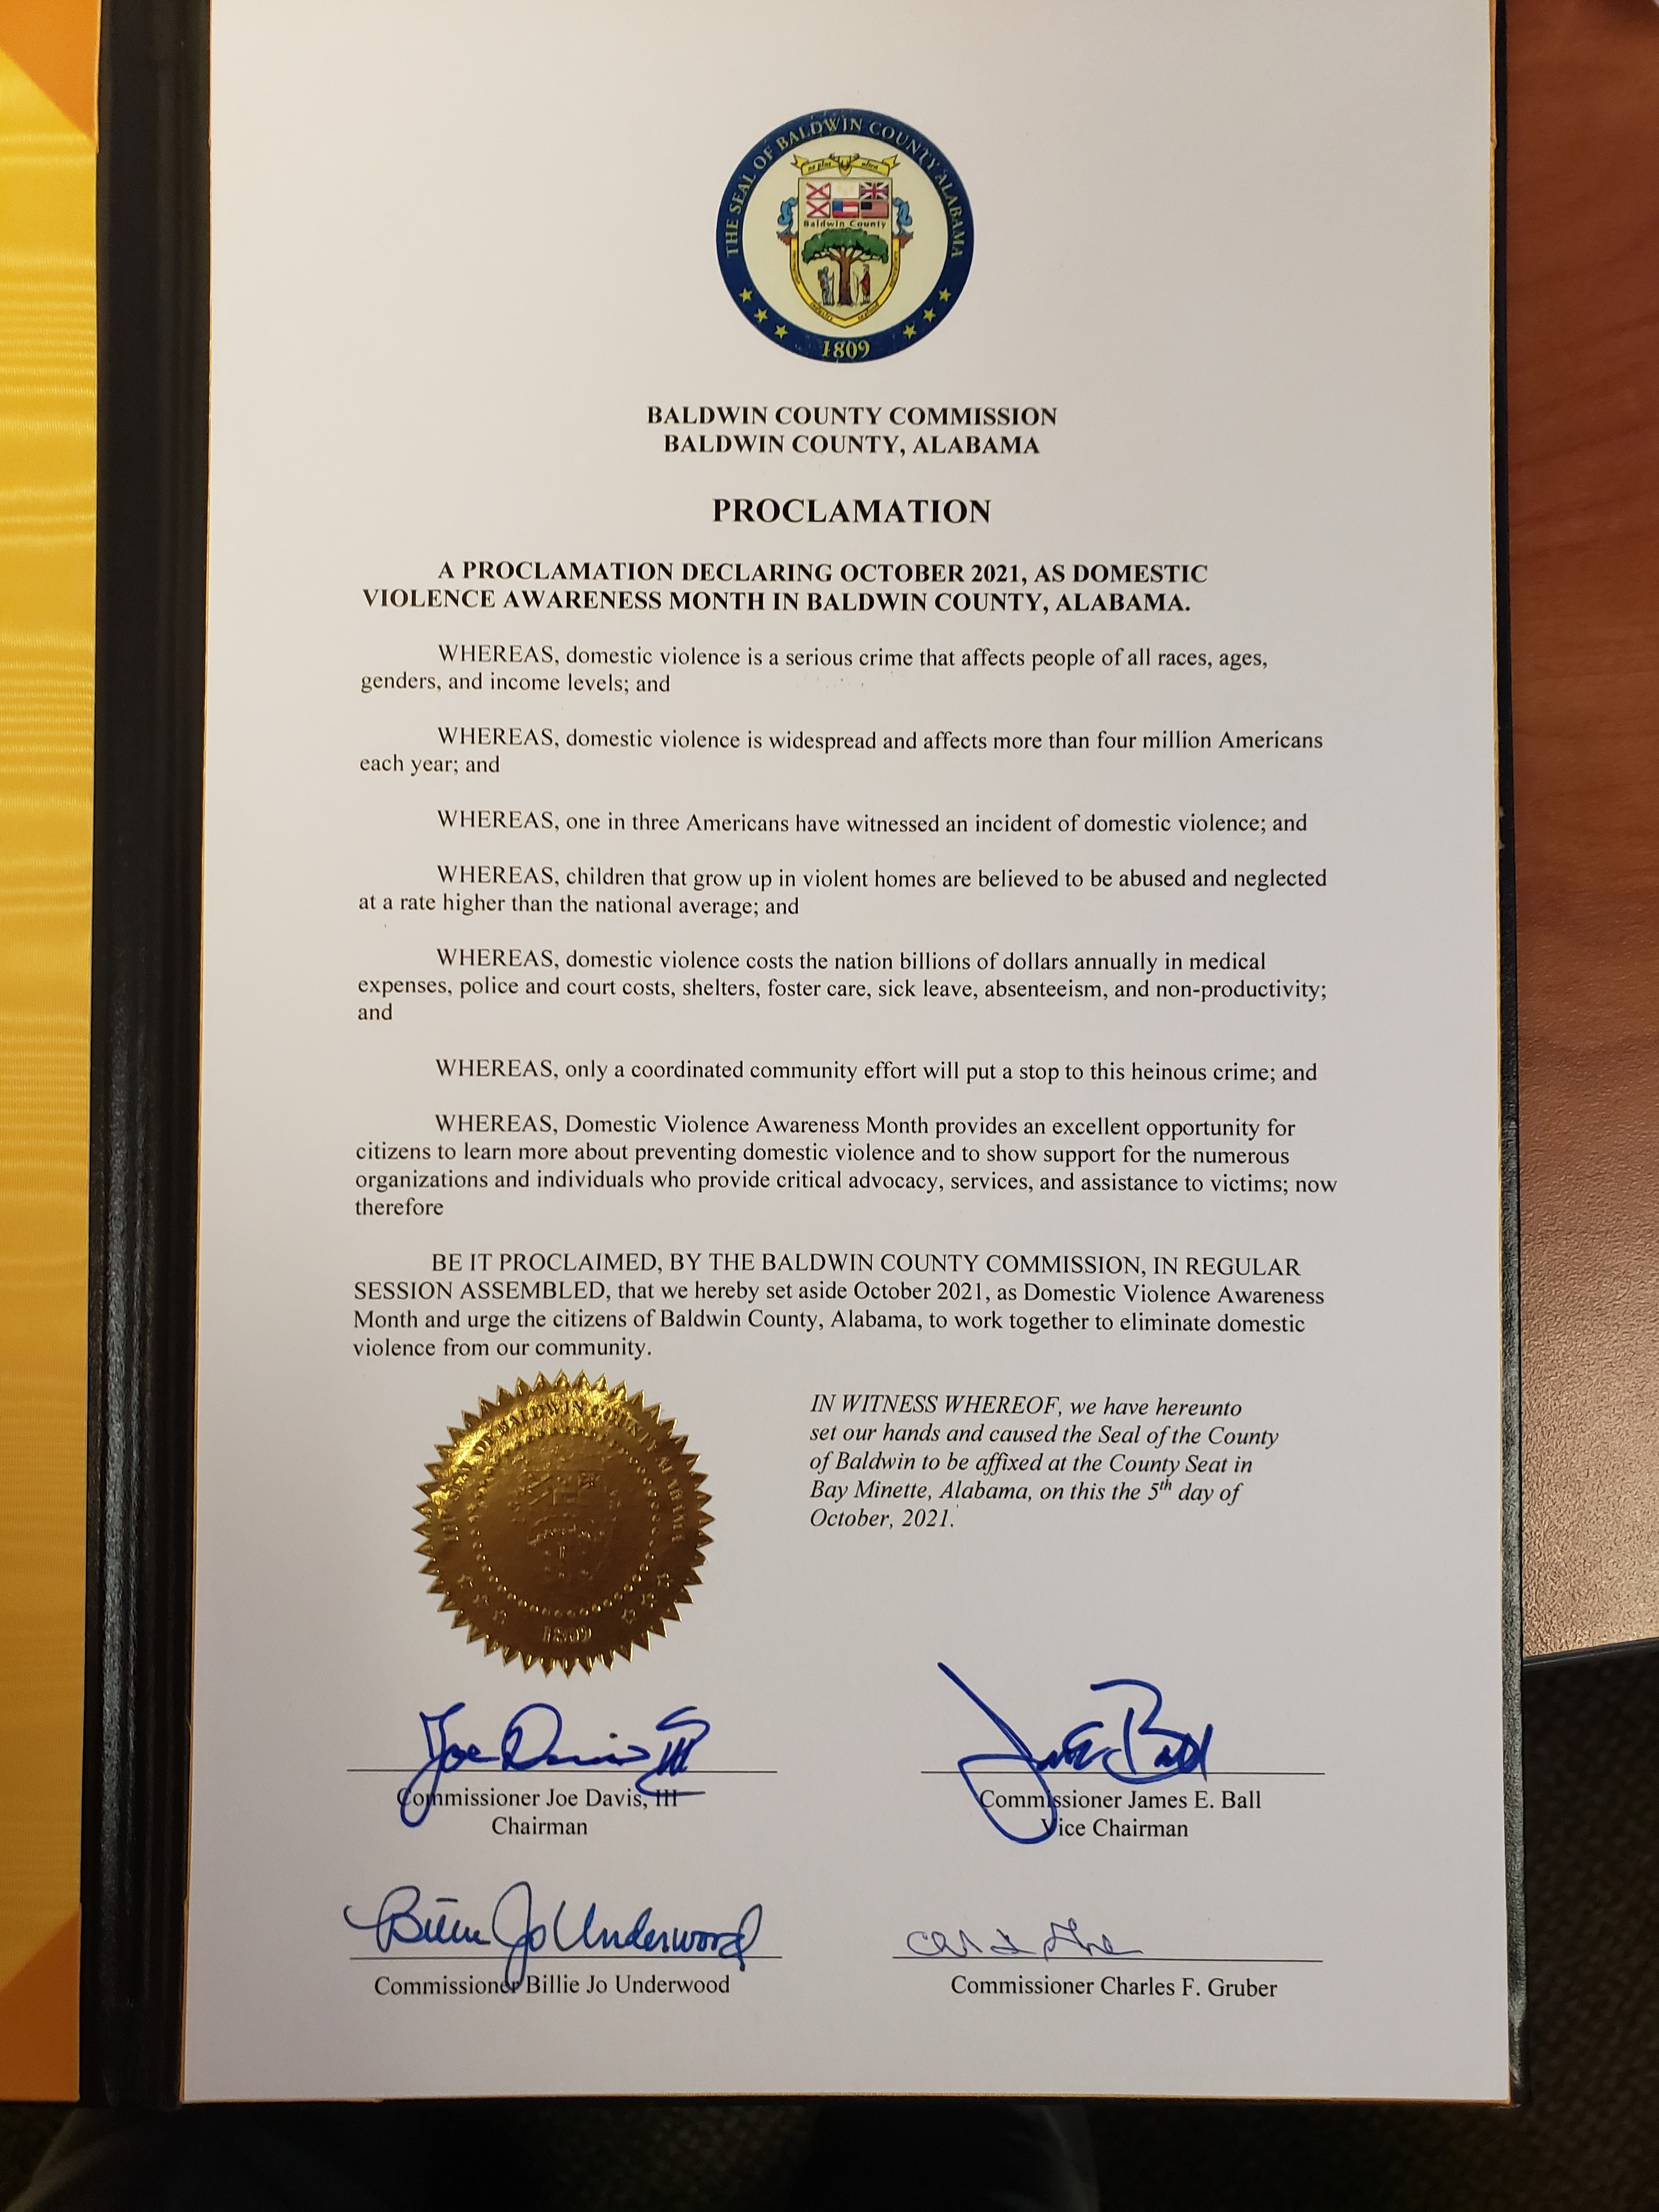 THE SEAL OF BALDWIN COUNTY ALABAMA
ne plus ultra
Baldwin County
industry
1809
BALDWIN COUNTY COMMISSION
BALDWIN COUNTY, ALABAMA
PROCLAMATION
A PROCLAMATION DECLARING OCTOBER 2021, AS DOMESTIC
VIOLENCE AWARENESS MONTH IN BALDWIN COUNTY, ALABAMA.
WHEREAS, domestic violence is a serious crime that affects people of all races, ages,
genders, and income levels; and
WHEREAS, domestic violence is widespread and affects more than four million Americans
each year; and
WHEREAS, one in three Americans have witnessed an incident of domestic violence; and
WHEREAS, children that grow up in violent homes are believed to be abused and neglected
at a rate higher than the national average; and
WHEREAS, domestic violence costs the nation billions of dollars annually in medical
expenses, police and court costs, shelters, foster care, sick leave, absenteeism, and non-productivity;
and
WHEREAS, only a coordinated community effort will put a stop to this heinous crime; and
WHEREAS, Domestic Violence Awareness Month provides an excellent opportunity for
citizens to learn more about preventing domestic violence and to show support for the numerous
organizations and individuals who provide critical advocacy, services, and assistance to victims; now
therefore
BE IT PROCLAIMED, BY THE BALDWIN COUNTY COMMISSION, IN REGULAR
SESSION ASSEMBLED, that we hereby set aside October 2021, as Domestic Violence Awareness
Month and urge the citizens of Baldwin County, Alabama, to work together to eliminate domestic
violence from our community.
IN WITNESS WHEREOF, we have hereunto
set our hands and caused the Seal of the County
of Baldwin to be affixed at the County Seat in
Bay Minette, Alabama, on this the 5th day of
October, 2021.
THE SEAL OF BALDWIN COUNTY ALABAMA
1809
Joe Davis III
Commissioner Joe Davis, III
Chairman
Ball
Commissioner James E. Ball
Vice Chairman
Billie Jo Underwood
Commissioner Billie Jo Underwood
Commissioner Charles F. Gruber